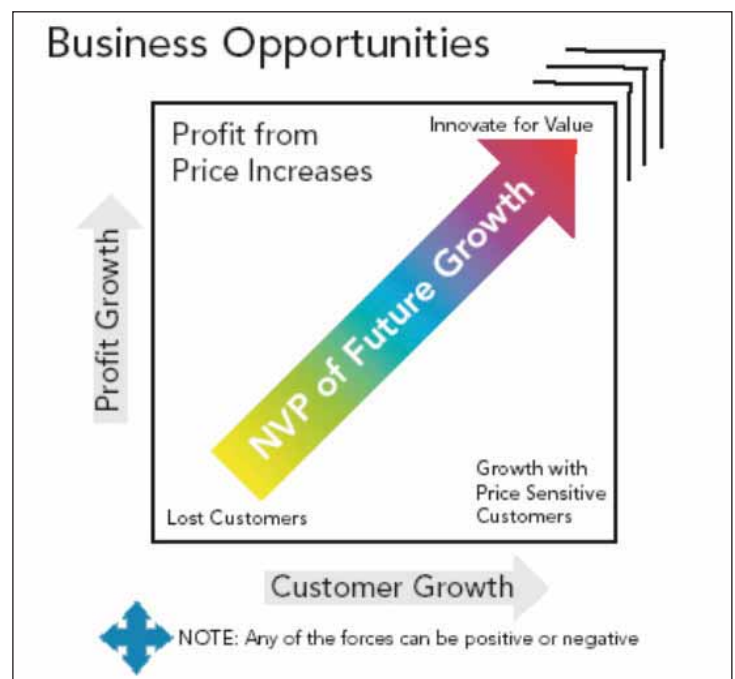 Business Opportunities
Profit from
Price Increases
Innovate for Value
Profit Growth
NVP of Future Growth
Lost Customers
Growth with
Price Sensitive
Customers
Customer Growth
NOTE: Any of the forces can be positive or negative